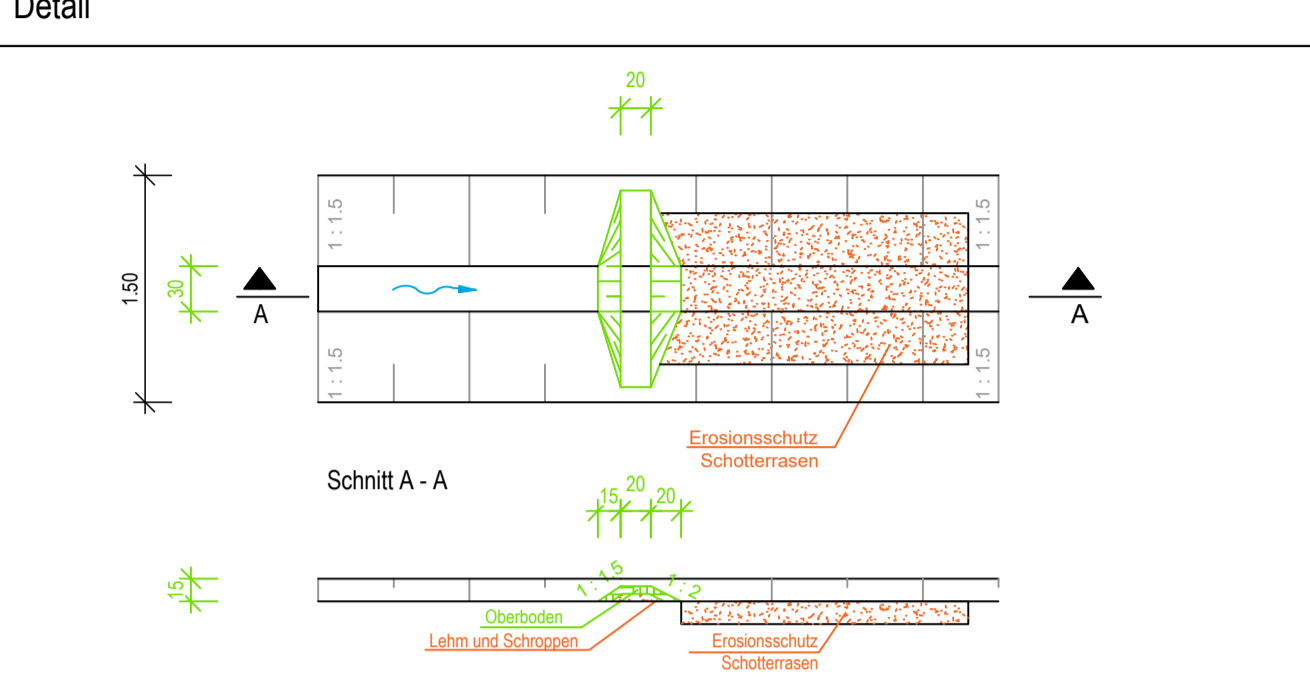 Detail
20
1 : 1.5
1 : 1.5
1.50
30
A
A
1 : 1.5
1 : 1.5
Erosionsschutz
Schotterrasen
Schnitt A - A
15 20 20
15
1 : 1.5
1 : 2
Oberboden
Lehm und Schroppen
Erosionsschutz
Schotterrasen